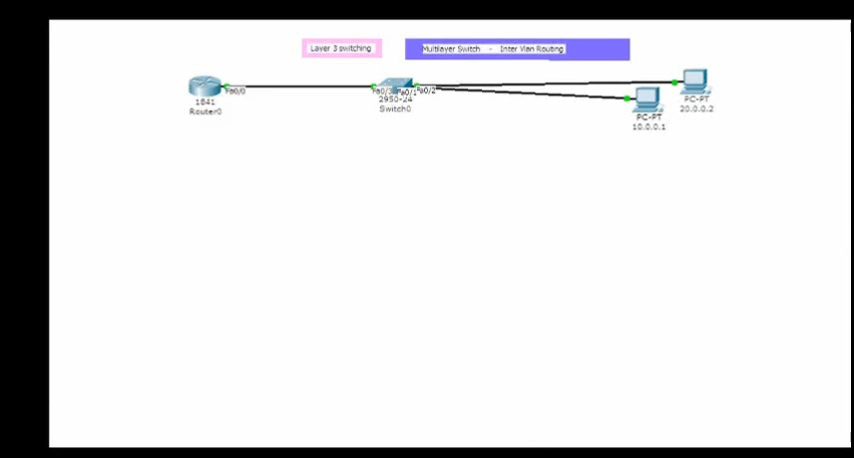 Layer 3 switching
Multilayer Switch - Inter Vlan Routing
1841
Router0
Fa0/0
Fa0/3
Fa0/1
Fa0/2
2950-24
Switch0
PC-PT
20.0.0.2
PC-PT
10.0.0.1